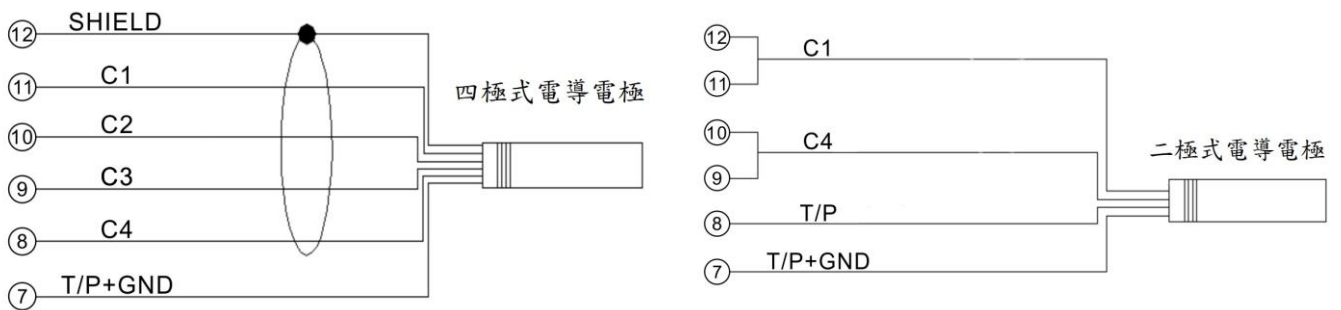 12 SHIELD
11 C1
10 C2
9 C3
8 C4
7 T/P+GND
四極式電導電極
12
11
C1
10
9
C4
8 T/P
7 T/P+GND
二極式電導電極